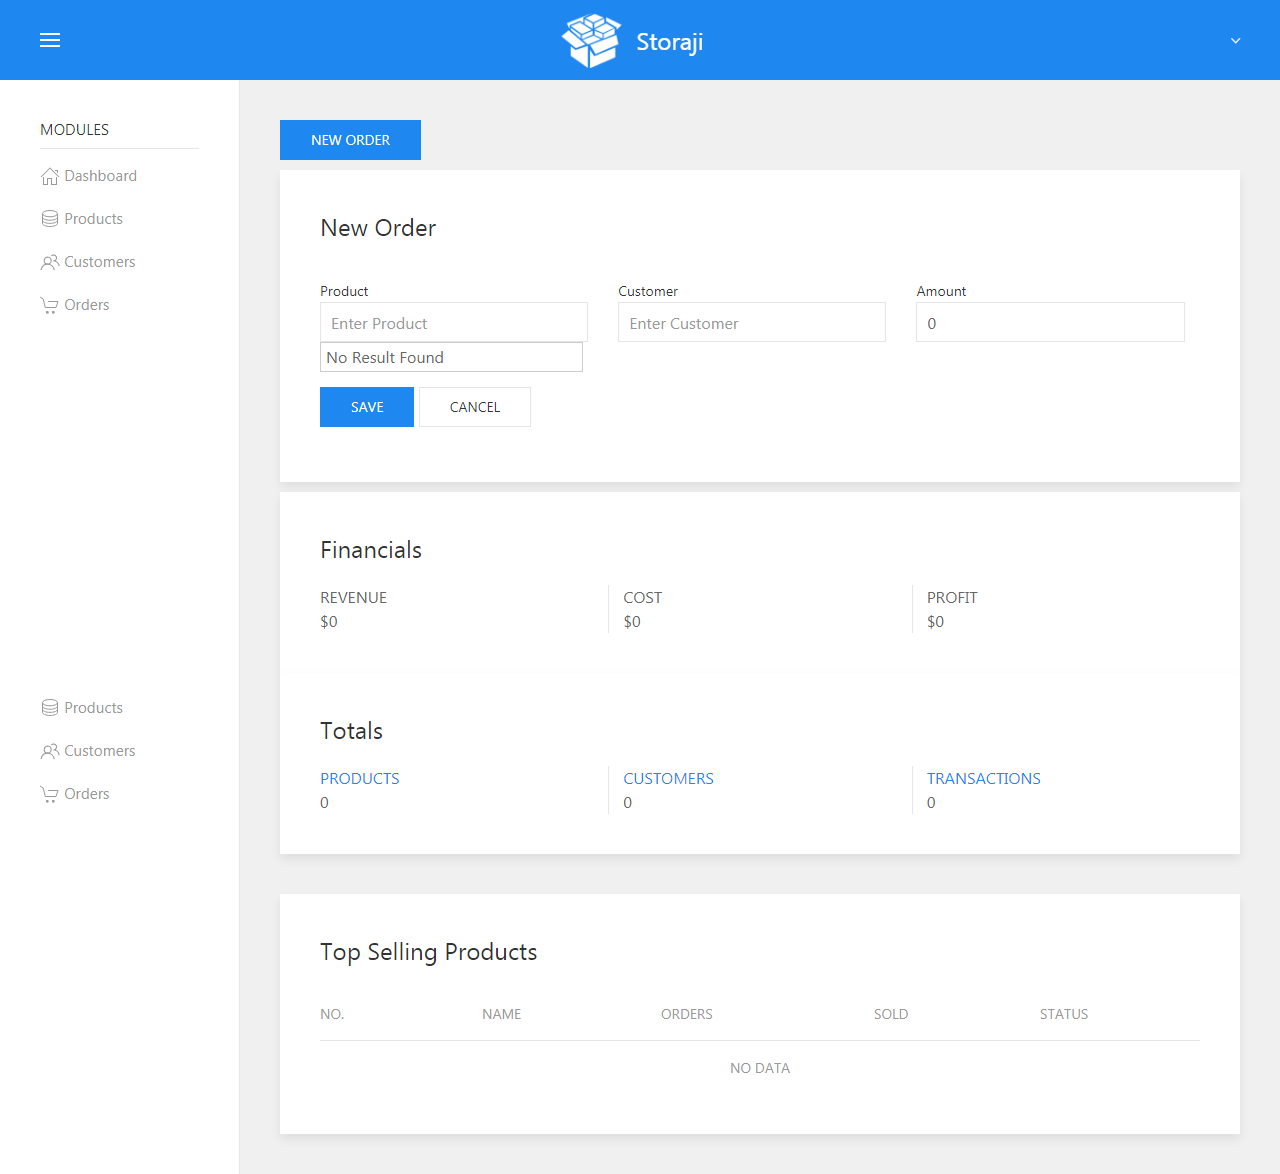 Storaji
MODULES
Dashboard
Products
Customers
Orders
Products
Customers
Orders
NEW ORDER
New Order
Product Customer Amount
Enter Product Enter Customer 0
No Result Found
SAVE CANCEL
Financials
REVENUE COST PROFIT
$0 $0 $0
Totals
PRODUCTS CUSTOMERS TRANSACTIONS
0 0 0
Top Selling Products
NO. NAME ORDERS SOLD STATUS
NO DATA